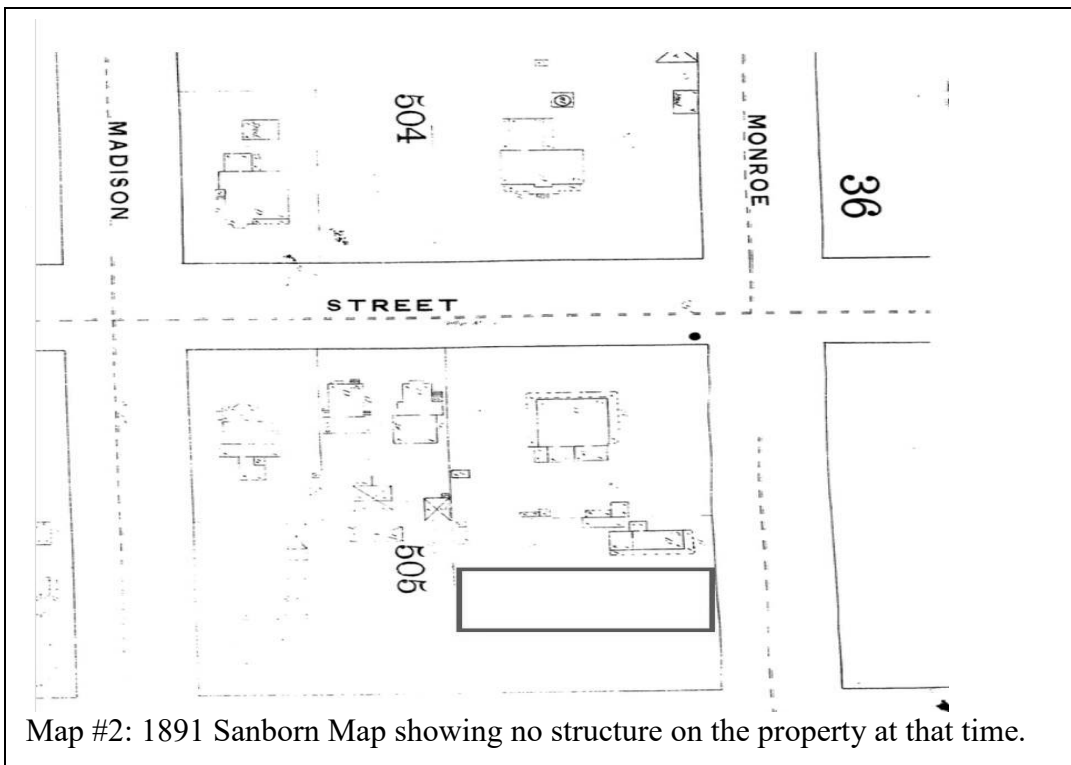 504
MADISON
MONROE
36
STREET
505
Map #2: 1891 Sanborn Map showing no structure on the property at that time.